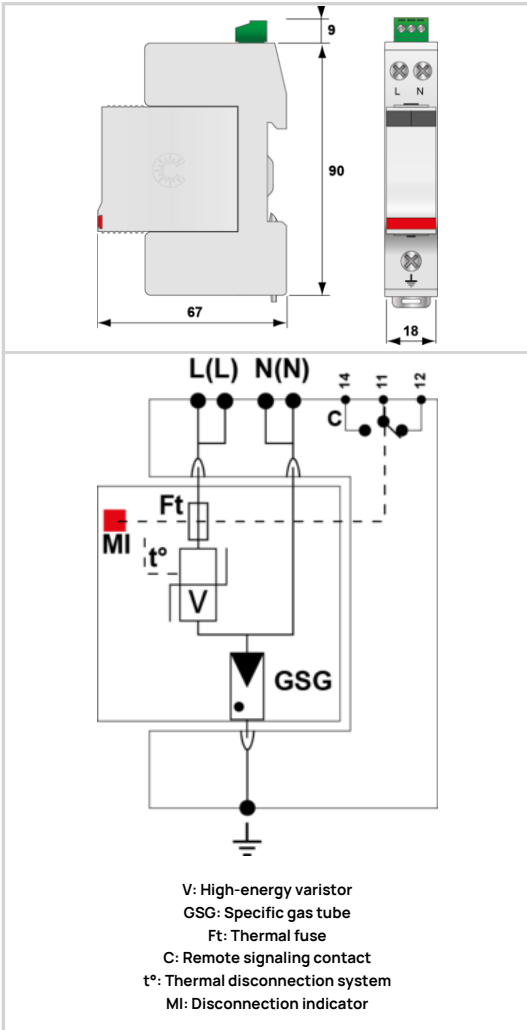 9
L N
90
67
18
L(L) N(N) 14 11 12
C
Ft
MI
t°
V
GSG
V: High-energy varistor
GSG: Specific gas tube
Ft: Thermal fuse
C: Remote signaling contact
t°: Thermal disconnection system
MI: Disconnection indicator